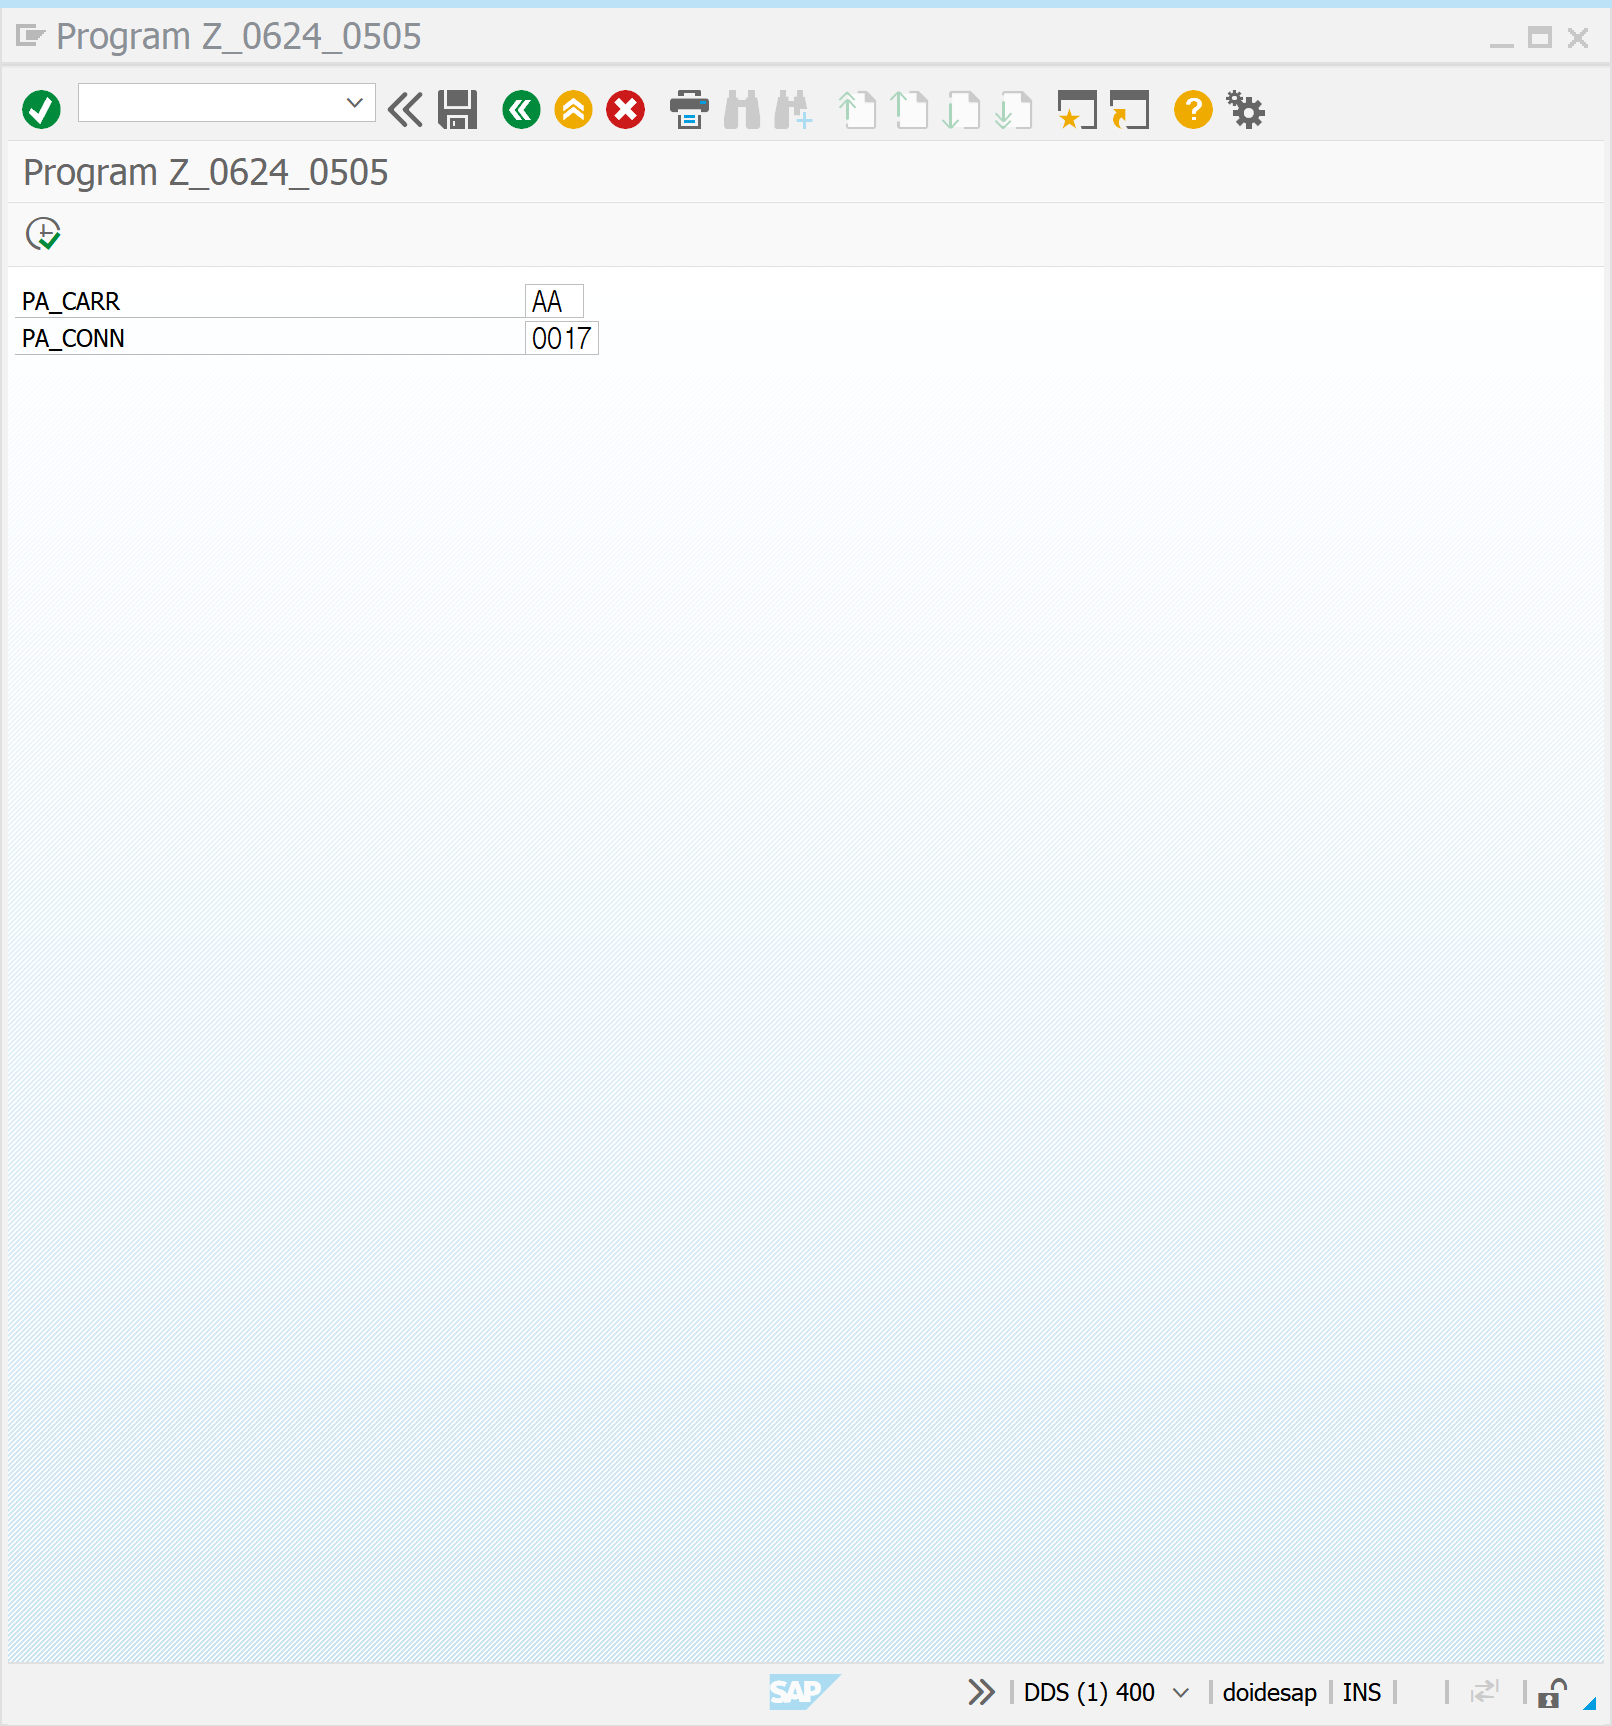 Program Z_0624_0505
Program Z_0624_0505
PA_CARR AA
PA_CONN 0017
SAP DDS (1) 400 doidesap INS